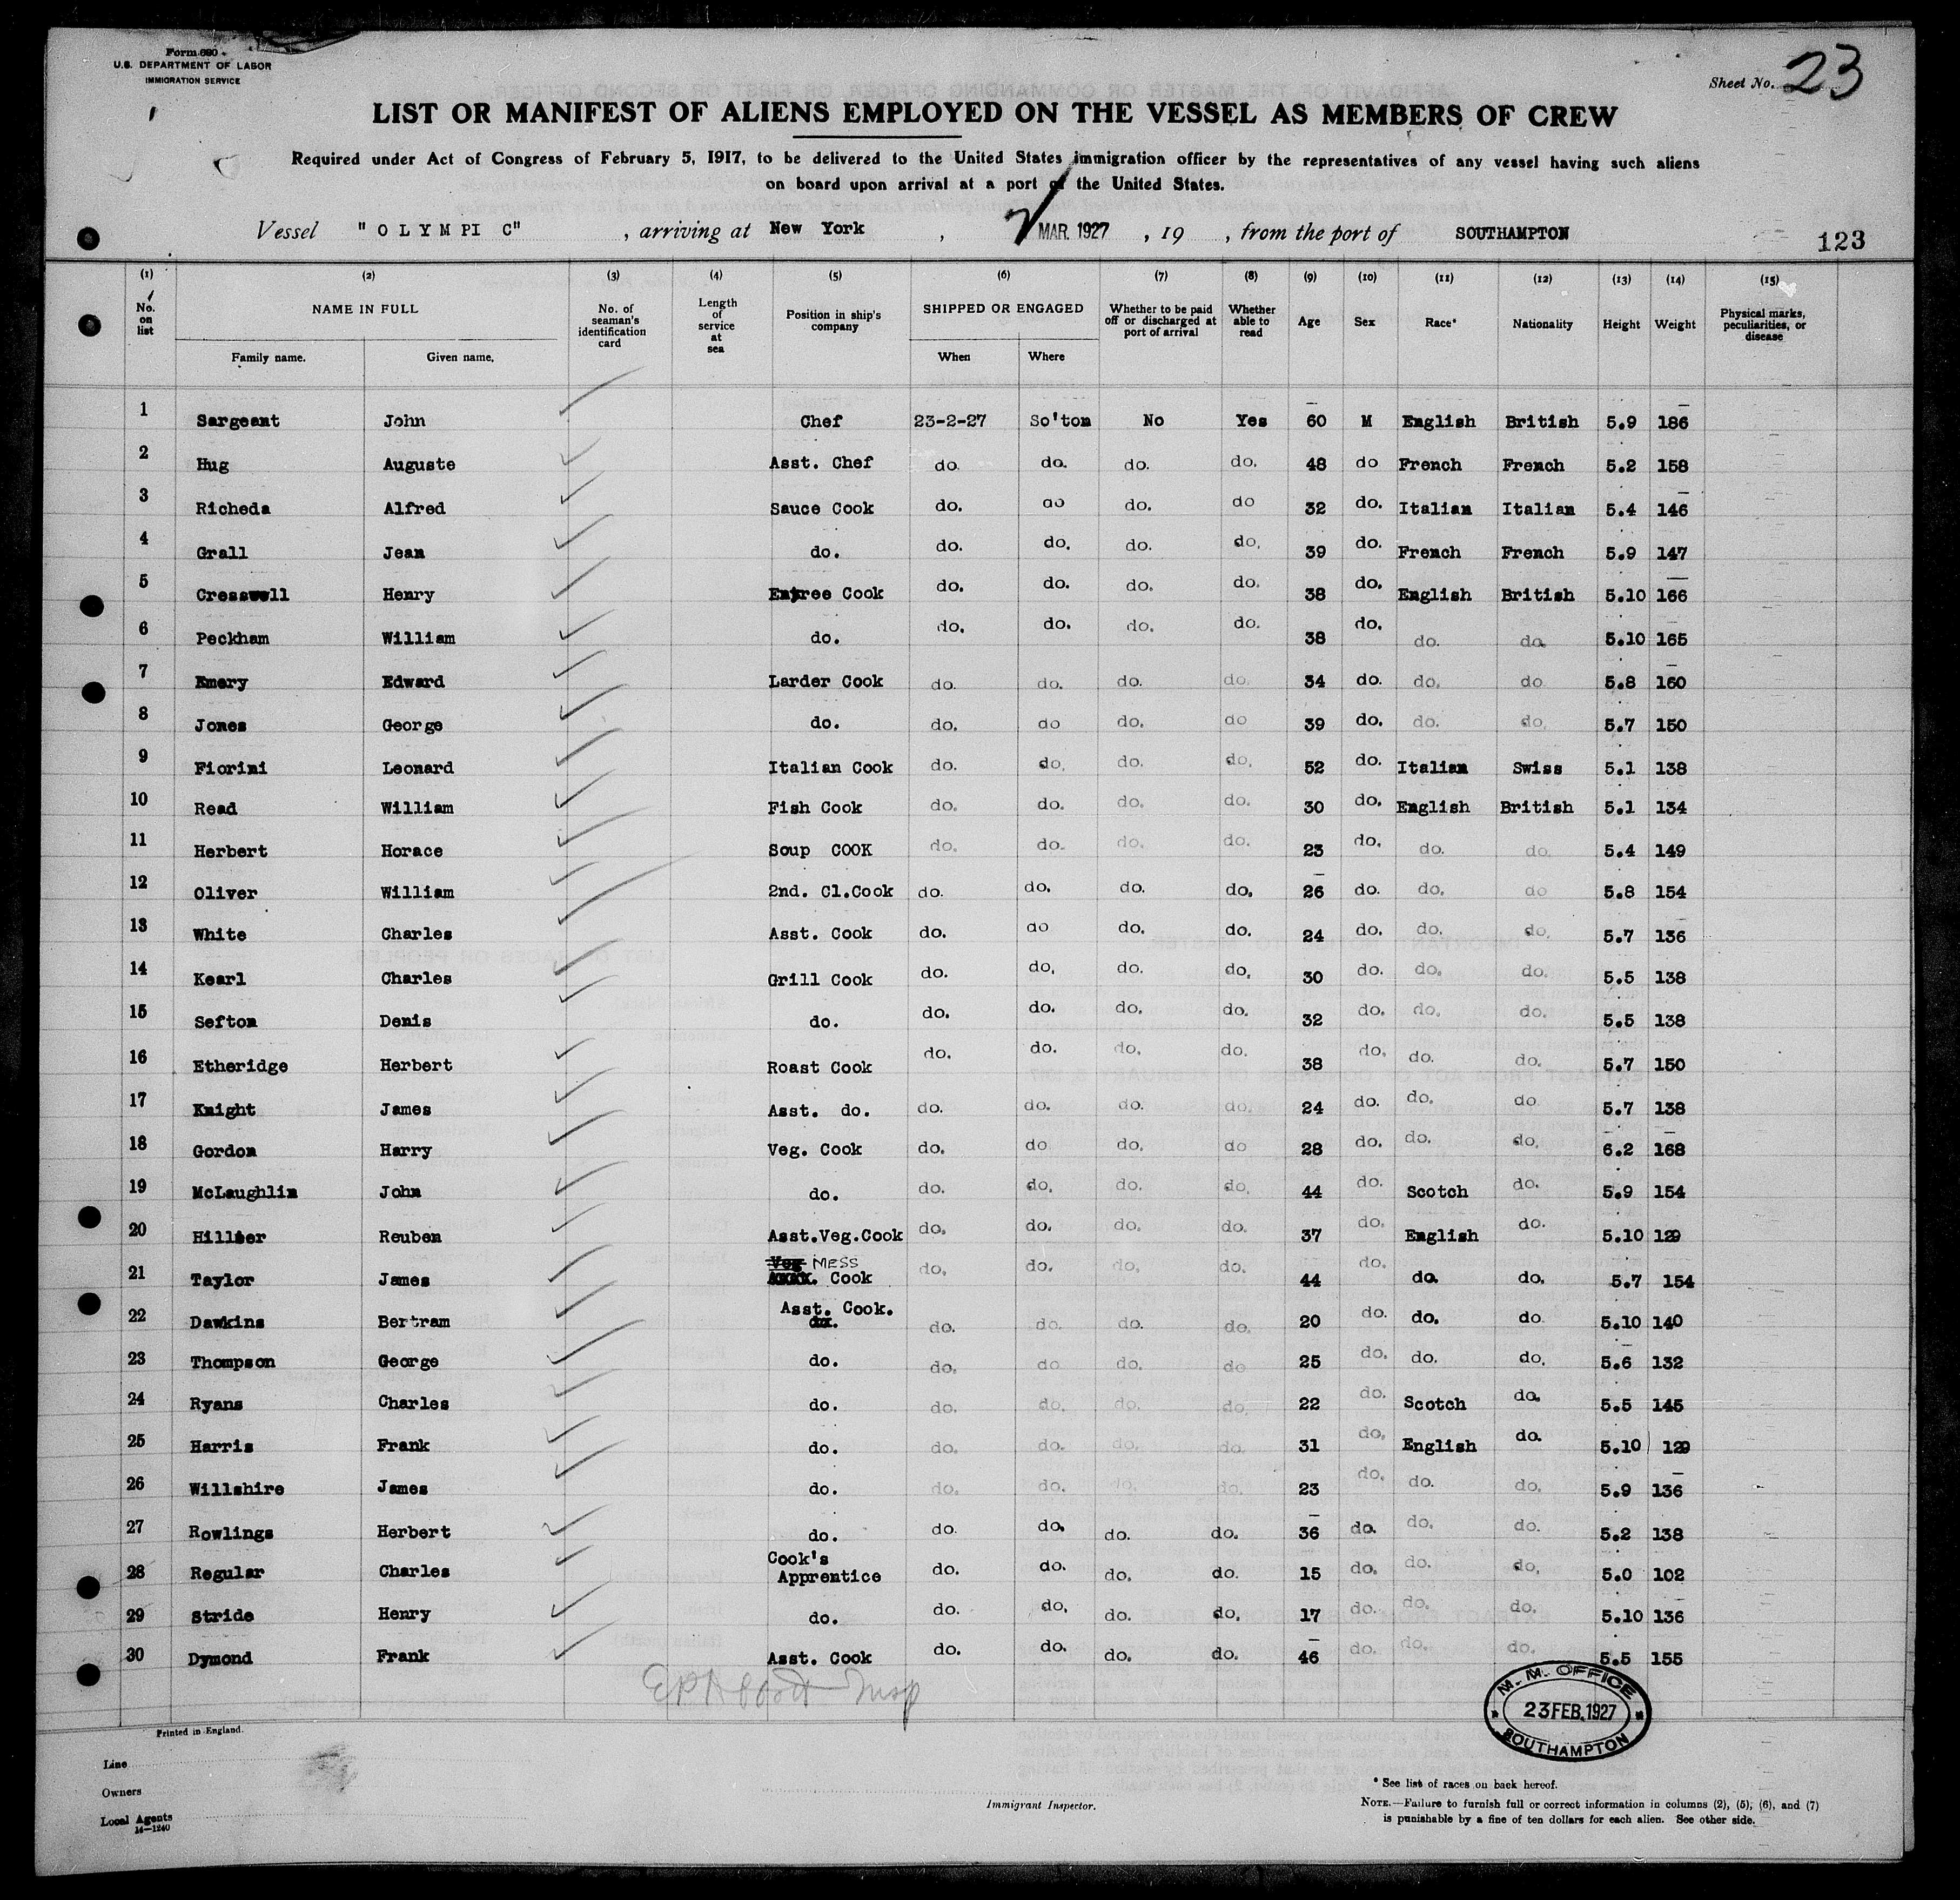 Form 690
U.S. DEPARTMENT OF LABOR
IMMIGRATION SERVICE
Sheet No. 23
LIST OR MANIFEST OF ALIENS EMPLOYED ON THE VESSEL AS MEMBERS OF CREW
Required under Act of Congress of February 5, 1917, to be delivered to the United States immigration officer by the representatives of any vessel having such aliens
on board upon arrival at a port of the United States.
Vessel "OLYMPIC", arriving at New York, 2 MAR. 1927, 19 , from the port of SOUTHAMPTON
123
(1) (2) (3) (4) (5) (6) (7) (8) (9) (10) (11) (12) (13) (14) (15)
No. on list NAME IN FULL Family name. Given name. No. of seaman's identification card Length of service at sea Position in ship's company SHIPPED OR ENGAGED When Where Whether to be paid off or discharged at port of arrival Whether able to read Age Sex Race* Nationality Height Weight Physical marks, peculiarities, or disease
1 Sargeant John Chef 23-2-27 So'ton No Yes 60 M English British 5.9 186
2 Hug Auguste Asst. Chef do. do. do. do. 48 do French French 5.2 158
3 Richeda Alfred Sauce Cook do. do do. do 32 do. Italian Italian 5.4 146
4 Grall Jean do. do. do. do. do. 39 do. French French 5.9 147
5 Cresswell Henry Entree Cook do. do. do. do. 38 do. English British 5.10 166
6 Peckham William do. do. do. do. do. 38 do. do. do. 5.10 165
7 Emery Edward Larder Cook do. do. do. do. 34 do. do. do 5.8 160
8 Jones George do. do. do do. do 39 do. do. do. 5.7 150
9 Fiorini Leonard Italian Cook do. do. do. do. 52 do. Italian Swiss 5.1 138
10 Read William Fish Cook do. do. do. do. 30 do. English British 5.1 134
11 Herbert Horace Soup COOK do. do. do. do. 23 do. do. do. 5.4 149
12 Oliver William 2nd. Cl.Cook do. do. do. do. 26 do. do. do 5.8 154
13 White Charles Asst. Cook do. do do. do. 24 do. do. do. 5.7 136
14 Kearl Charles Grill Cook do. do. do. do. 30 do. do. do. 5.5 138
15 Sefton Denis do. do. do. do. do. 32 do. do. do. 5.5 138
16 Etheridge Herbert Roast Cook do. do. do. do. 38 do. do. do. 5.7 150
17 Knight James Asst. do. do. do. do. do. 24 do. do. do 5.7 138
18 Gordon Harry Veg. Cook do. do do. do 28 do. do. do. 6.2 168
19 McLaughlin John do. do. do. do. do. 44 do. Scotch do. 5.9 154
20 Hillier Reuben Asst.Veg.Cook do. do. do. do. 37 do. English do. 5.10 129
21 Taylor James Veg MESS Cook do. do. do. do. 44 do. do. do. 5.7 154
22 Dawkins Bertram Asst. Cook. do. do. do. do. 20 do. do. do 5.10 140
23 Thompson George do. do. do do. do 25 do. do. do. 5.6 132
24 Ryans Charles do. do. do. do. do. 22 do. Scotch do. 5.5 145
25 Harris Frank do. do. do. do. do. 31 do. English do. 5.10 129
26 Willshire James do. do. do. do. do. 23 do. do. do. 5.9 136
27 Rowlings Herbert do. do. do. do. do. 36 do. do. do. 5.2 138
28 Regular Charles Cook's Apprentice do. do. do. do. 15 do. do. do. 5.0 102
29 Stride Henry do. do. do. do. do. 17 do. do. do. 5.10 136
30 Dymond Frank Asst. Cook do. do. do. do. 46 do. do. do. 5.5 155
M. M. OFFICE
23 FEB. 1927
SOUTHAMPTON
Printed in England.
Line
Owners
Local Agents
14—1240
Immigrant Inspector.
* See list of races on back hereof.
NOTE.—Failure to furnish full or correct information in columns (2), (5), (6), and (7)
is punishable by a fine of ten dollars for each alien. See other side.